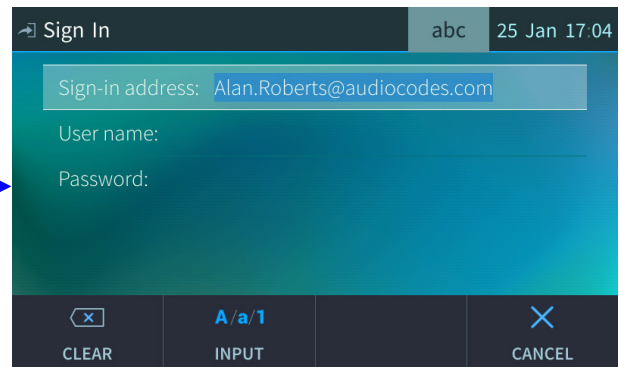 Sign In abc 25 Jan 17:04
Sign-in address: Alan.Roberts@audiocodes.com
User name:
Password:
A/a/1
CLEAR INPUT CANCEL